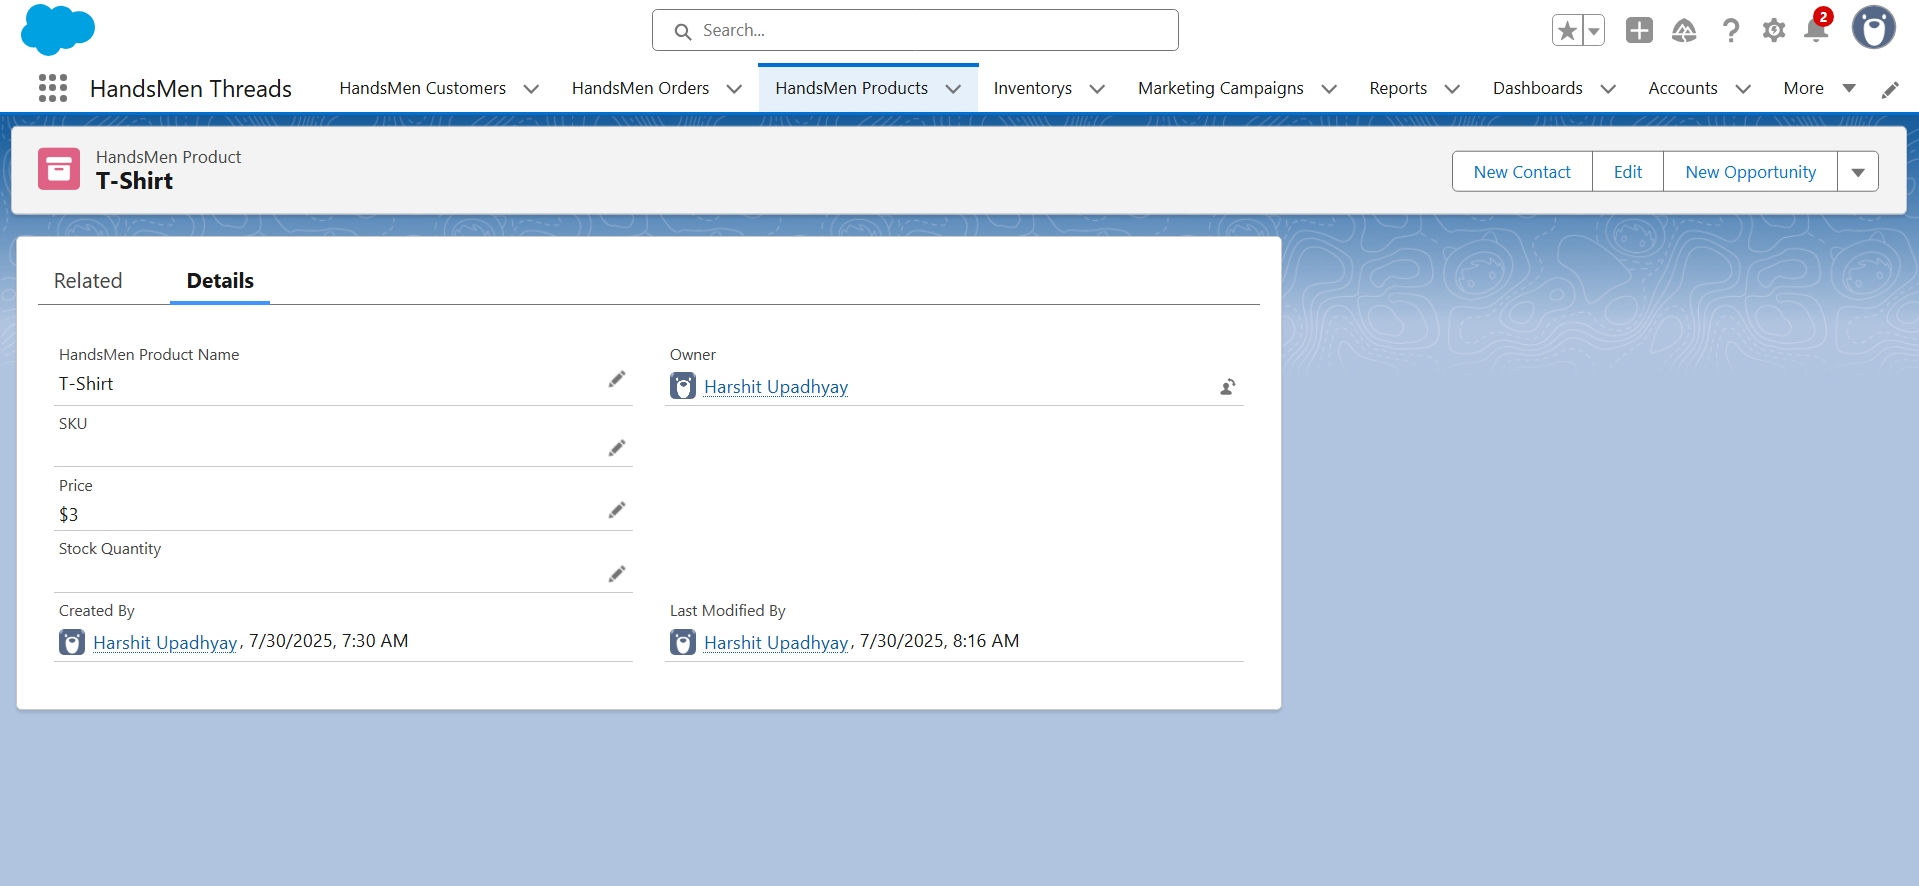 Search...
2
HandsMen Threads
HandsMen Customers
HandsMen Orders
HandsMen Products
Inventorys
Marketing Campaigns
Reports
Dashboards
Accounts
More
HandsMen Product
T-Shirt
New Contact
Edit
New Opportunity
Related
Details
HandsMen Product Name
T-Shirt
Owner
Harshit Upadhyay
SKU
Price
$3
Stock Quantity
Created By
Harshit Upadhyay, 7/30/2025, 7:30 AM
Last Modified By
Harshit Upadhyay, 7/30/2025, 8:16 AM